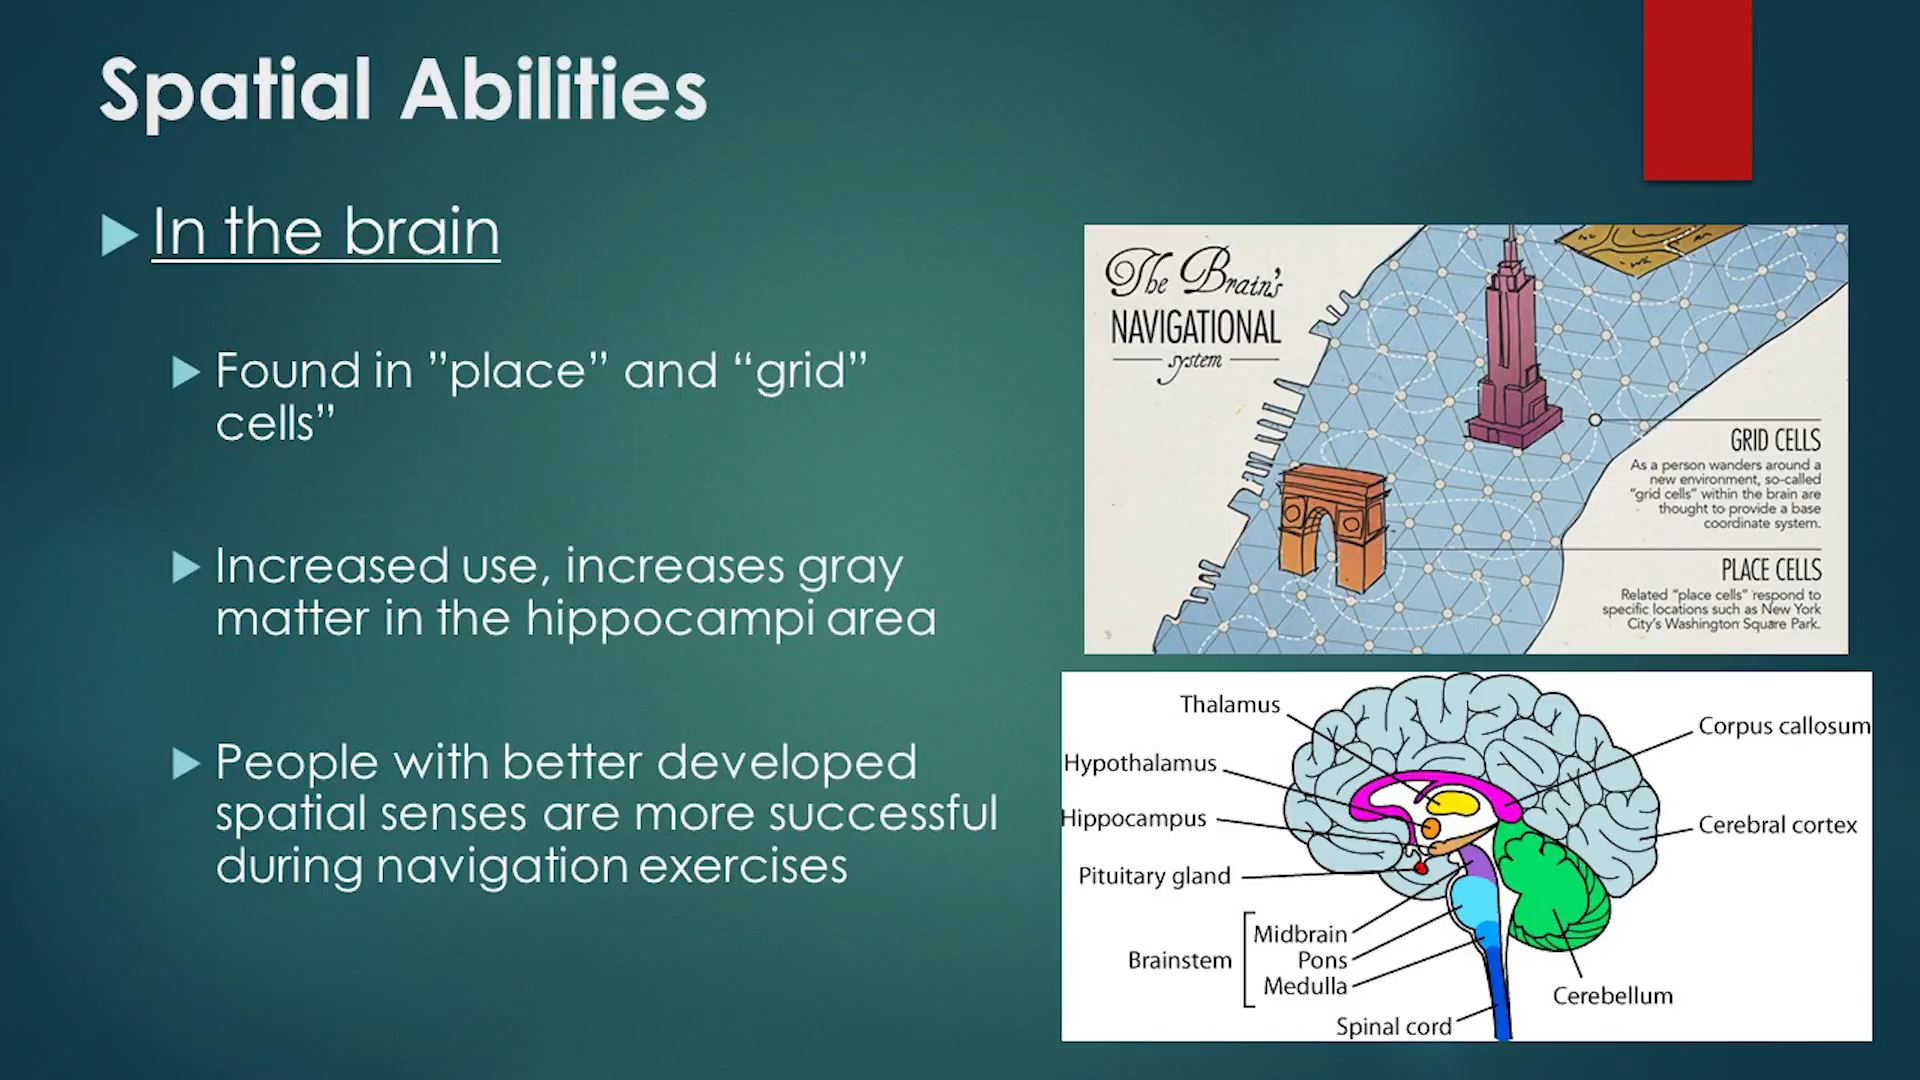 Spatial Abilities
In the brain
Found in ”place” and “grid”
cells”
Increased use, increases gray
matter in the hippocampi area
People with better developed
spatial senses are more successful
during navigation exercises
The Brain's
NAVIGATIONAL
system
GRID CELLS
As a person wanders around a
new environment, so-called
"grid cells" within the brain are
thought to provide a base
coordinate system.
PLACE CELLS
Related "place cells" respond to
specific locations such as New York
City's Washington Square Park.
Thalamus
Corpus callosum
Hypothalamus
Hippocampus
Cerebral cortex
Pituitary gland
Midbrain
Brainstem
Pons
Medulla
Cerebellum
Spinal cord